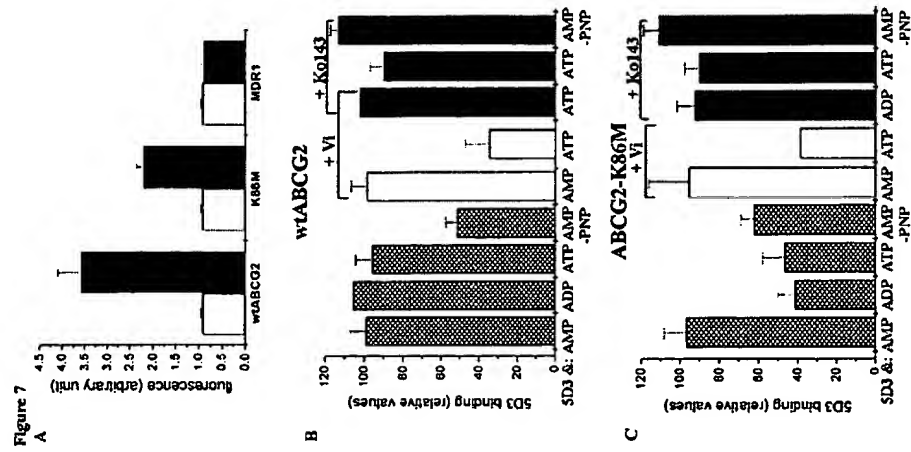 Figure 7
A
fluorescence (arbitrary unit)
4.5
4.0
3.5
3.0
2.5
2.0
1.5
1.0
0.5
0.0
wtABCG2 K86M MDR1
B
wtABCG2
+ Vi + Ko143
5D3 binding (relative values)
120
100
80
60
40
20
0
5D3 &: AMP ADP ATP AMP AMP ATP ATP ATP AMP
-PNP -PNP
C
ABCG2-K86M
+ Vi + Ko143
5D3 binding (relative values)
120
100
80
60
40
20
0
5D3 &: AMP ADP ATP AMP AMP ATP ADP ATP AMP
-PNP -PNP